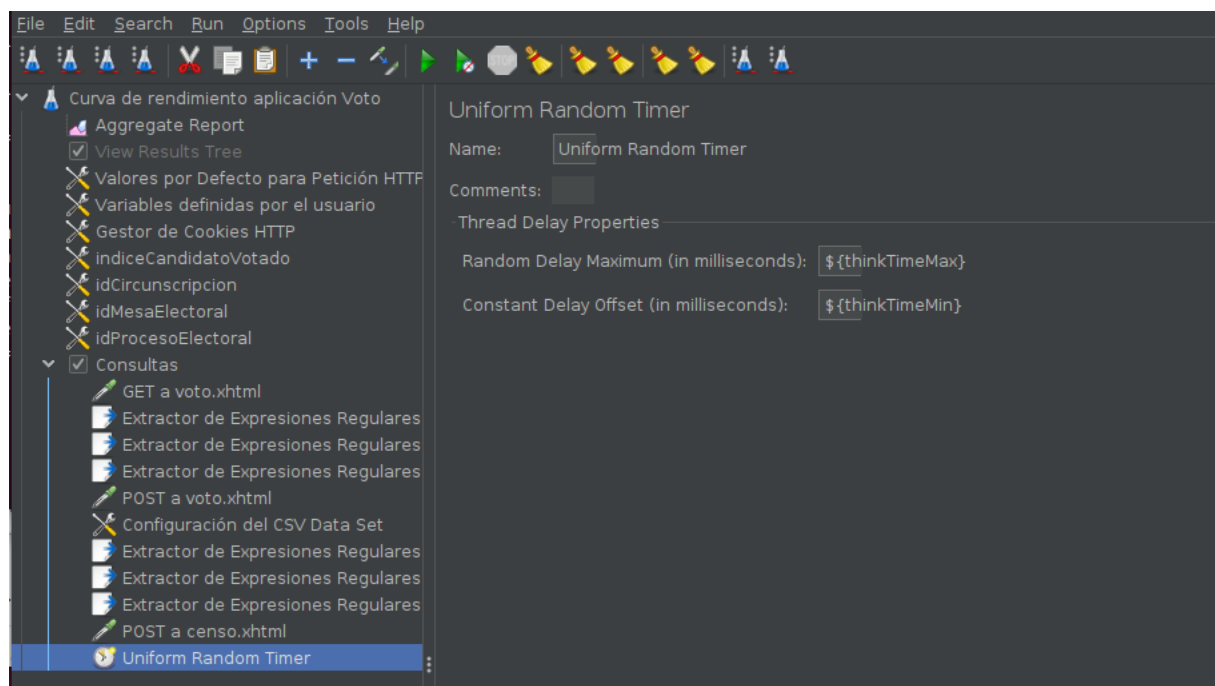 File Edit Search Run Options Tools Help
STOP
Curva de rendimiento aplicación Voto
Aggregate Report
View Results Tree
Valores por Defecto para Petición HTTP
Variables definidas por el usuario
Gestor de Cookies HTTP
indiceCandidatoVotado
idCircunscripcion
idMesaElectoral
idProcesoElectoral
Consultas
GET a voto.xhtml
Extractor de Expresiones Regulares
Extractor de Expresiones Regulares
Extractor de Expresiones Regulares
POST a voto.xhtml
Configuración del CSV Data Set
Extractor de Expresiones Regulares
Extractor de Expresiones Regulares
Extractor de Expresiones Regulares
POST a censo.xhtml
Uniform Random Timer
Uniform Random Timer
Name: Uniform Random Timer
Comments:
Thread Delay Properties
Random Delay Maximum (in milliseconds): ${thinkTimeMax}
Constant Delay Offset (in milliseconds): ${thinkTimeMin}